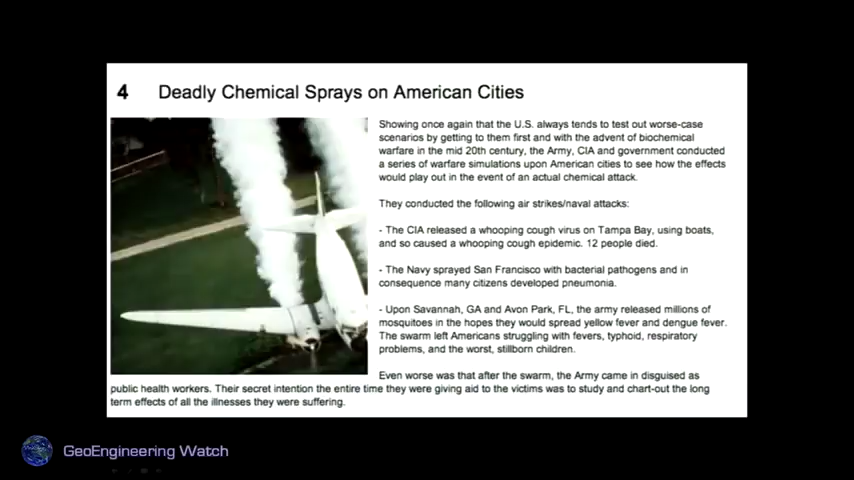 4 Deadly Chemical Sprays on American Cities
Showing once again that the U.S. always tends to test out worse-case
scenarios by getting to them first and with the advent of biochemical
warfare in the mid 20th century, the Army, CIA and government conducted
a series of warfare simulations upon American cities to see how the effects
would play out in the event of an actual chemical attack.
They conducted the following air strikes/naval attacks:
- The CIA released a whooping cough virus on Tampa Bay, using boats,
and so caused a whooping cough epidemic. 12 people died.
- The Navy sprayed San Francisco with bacterial pathogens and in
consequence many citizens developed pneumonia.
- Upon Savannah, GA and Avon Park, FL, the army released millions of
mosquitoes in the hopes they would spread yellow fever and dengue fever.
The swarm left Americans struggling with fevers, typhoid, respiratory
problems, and the worst, stillborn children.
Even worse was that after the swarm, the Army came in disguised as
public health workers. Their secret intention the entire time they were giving aid to the victims was to study and chart-out the long
term effects of all the illnesses they were suffering.
GeoEngineering Watch